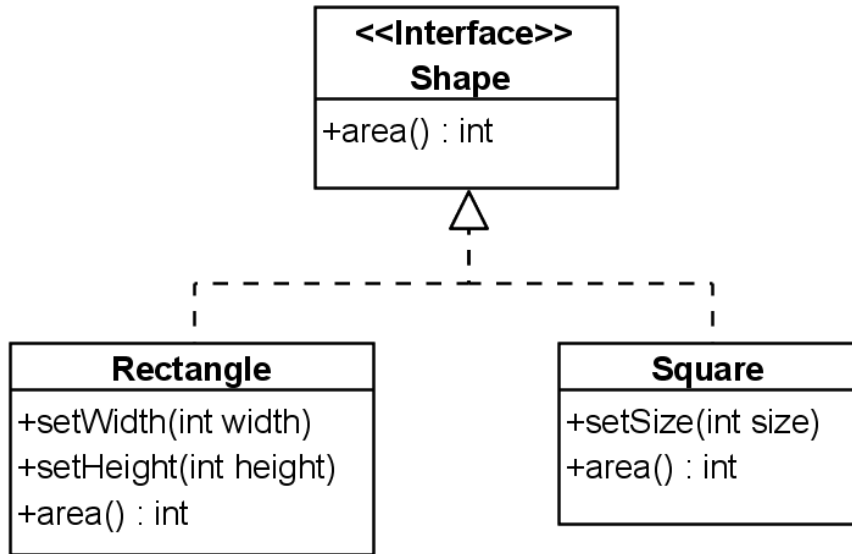 <<Interface>>
Shape
+area() : int
Rectangle
+setWidth(int width)
+setHeight(int height)
+area() : int
Square
+setSize(int size)
+area() : int